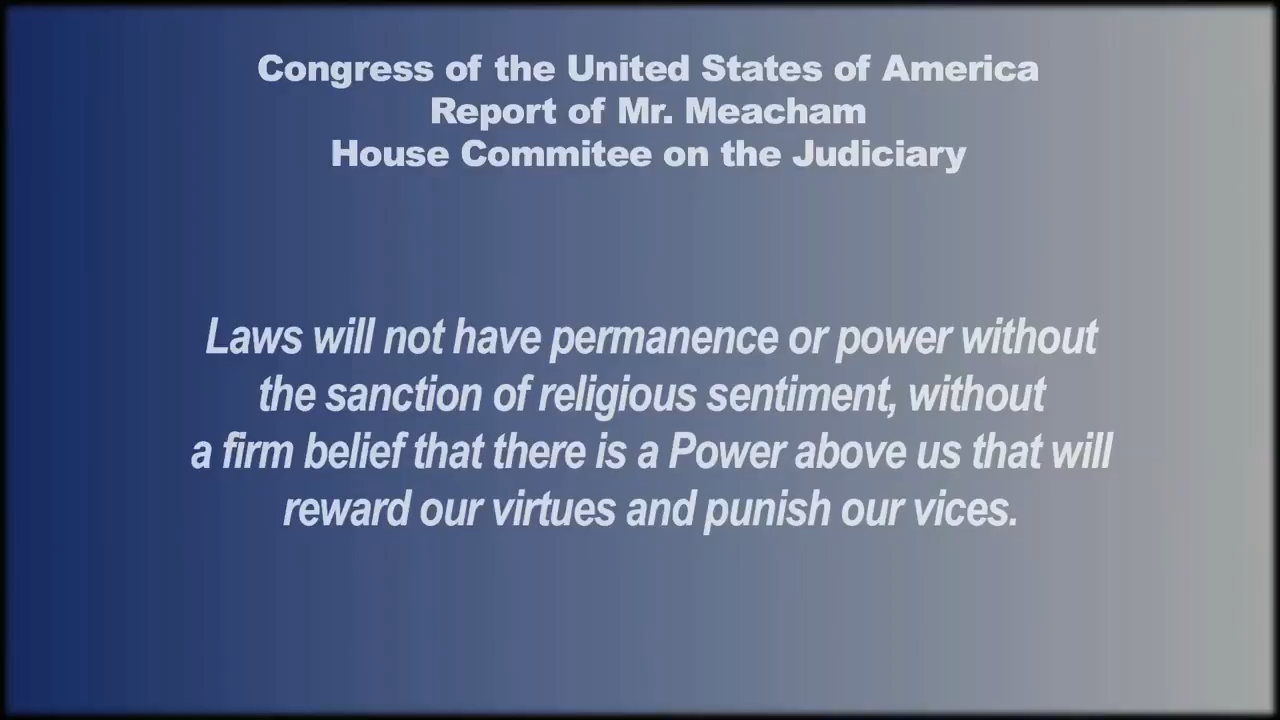 Congress of the United States of America
Report of Mr. Meacham
House Commitee on the Judiciary
Laws will not have permanence or power without
the sanction of religious sentiment, without
a firm belief that there is a Power above us that will
reward our virtues and punish our vices.